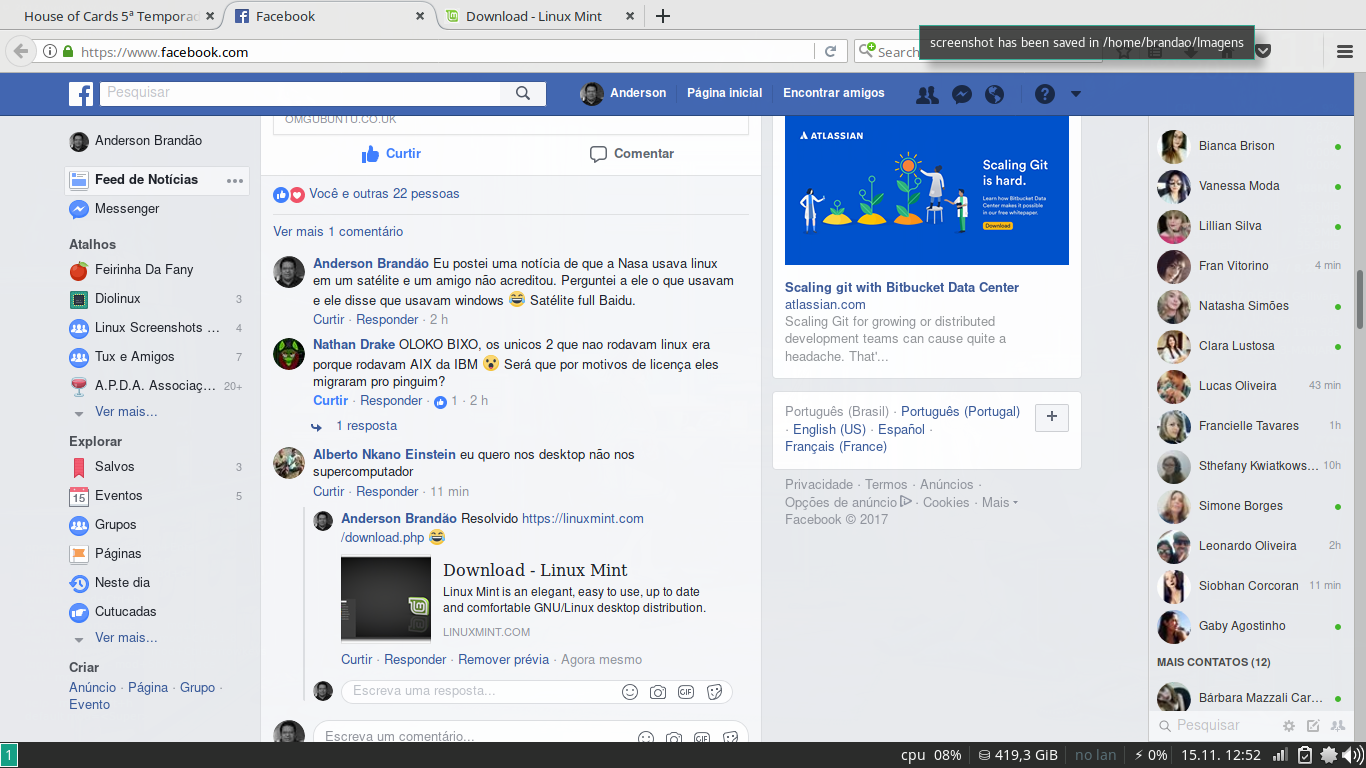 House of Cards 5ª Temporad
Facebook
Download - Linux Mint
https://www.facebook.com
Search
screenshot has been saved in /home/brandao/Imagens
Pesquisar
Anderson
Página inicial
Encontrar amigos
Anderson Brandão
Feed de Notícias
Messenger
Atalhos
Feirinha Da Fany
Diolinux 3
Linux Screenshots ... 4
Tux e Amigos 7
A.P.D.A. Associaç... 20+
Ver mais...
Explorar
Salvos 3
15 Eventos 5
Grupos
Páginas
Neste dia
Cutucadas
Ver mais...
Criar
Anúncio · Página · Grupo ·
Evento
OMGUBUNTU.CO.UK
Curtir
Comentar
Você e outras 22 pessoas
Ver mais 1 comentário
Anderson Brandão Eu postei uma notícia de que a Nasa usava linux
em um satélite e um amigo não acreditou. Perguntei a ele o que usavam
e ele disse que usavam windows 😂 Satélite full Baidu.
Curtir · Responder · 2 h
Nathan Drake OLOKO BIXO, os unicos 2 que nao rodavam linux era
porque rodavam AIX da IBM 😮 Será que por motivos de licença eles
migraram pro pinguim?
Curtir · Responder · 1 · 2 h
1 resposta
Alberto Nkano Einstein eu quero nos desktop não nos
supercomputador
Curtir · Responder · 11 min
Anderson Brandão Resolvido https://linuxmint.com
/download.php 😂
Download - Linux Mint
Linux Mint is an elegant, easy to use, up to date
and comfortable GNU/Linux desktop distribution.
LINUXMINT.COM
Curtir · Responder · Remover prévia · Agora mesmo
Escreva uma resposta...
GIF
Escreva um comentário...
GIF
ATLASSIAN
Scaling Git
is hard.
Learn how Bitbucket Data
Center makes it possible
in our free whitepaper.
Download
Scaling git with Bitbucket Data Center
atlassian.com
Scaling Git for growing or distributed
development teams can cause quite a
headache. That'...
Português (Brasil) · Português (Portugal)
· English (US) · Español ·
Français (France)
Privacidade · Termos · Anúncios ·
Opções de anúncio · Cookies · Mais
Facebook © 2017
Bianca Brison
Vanessa Moda
Lillian Silva
Fran Vitorino 4 min
Natasha Simões
Clara Lustosa
Lucas Oliveira 43 min
Francielle Tavares 1h
Sthefany Kwiatkows... 10h
Simone Borges
Leonardo Oliveira 2h
Siobhan Corcoran 11 min
Gaby Agostinho
MAIS CONTATOS (12)
Bárbara Mazzali Car...
Pesquisar
1
cpu 08% 419,3 GiB no lan ⚡ 0% 15.11. 12:52